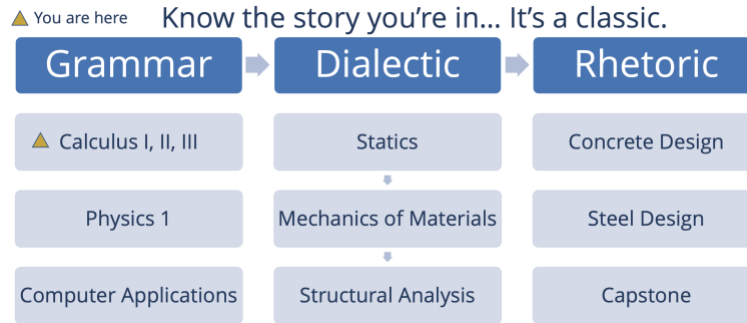 You are here
Know the story you're in... It's a classic.
Grammar
Dialectic
Rhetoric
Calculus I, II, III
Statics
Concrete Design
Physics 1
Mechanics of Materials
Steel Design
Computer Applications
Structural Analysis
Capstone